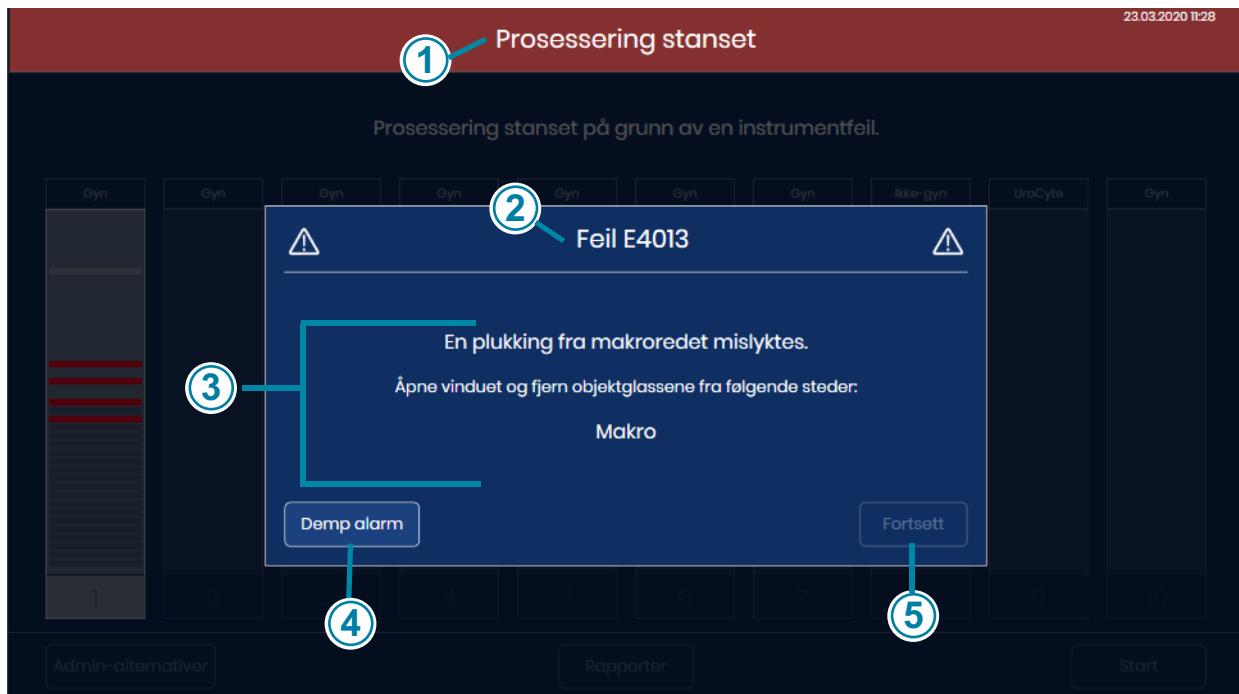 23.03.2020 11:28
Prosessering stanset
1
Prosessering stanset på grunn av en instrumentfeil.
Gyn Gyn Gyn Gyn Gyn Gyn Gyn Ikke-gyn UroCyte Gyn
2
Feil E4013
En plukking fra makroredet mislyktes.
3
Åpne vinduet og fjern objektglassene fra følgende steder:
Makro
Demp alarm
Fortsett
1 2 3 4 5 6 7 9 10
4
5
Admin-alternativer
Rapporter
Start